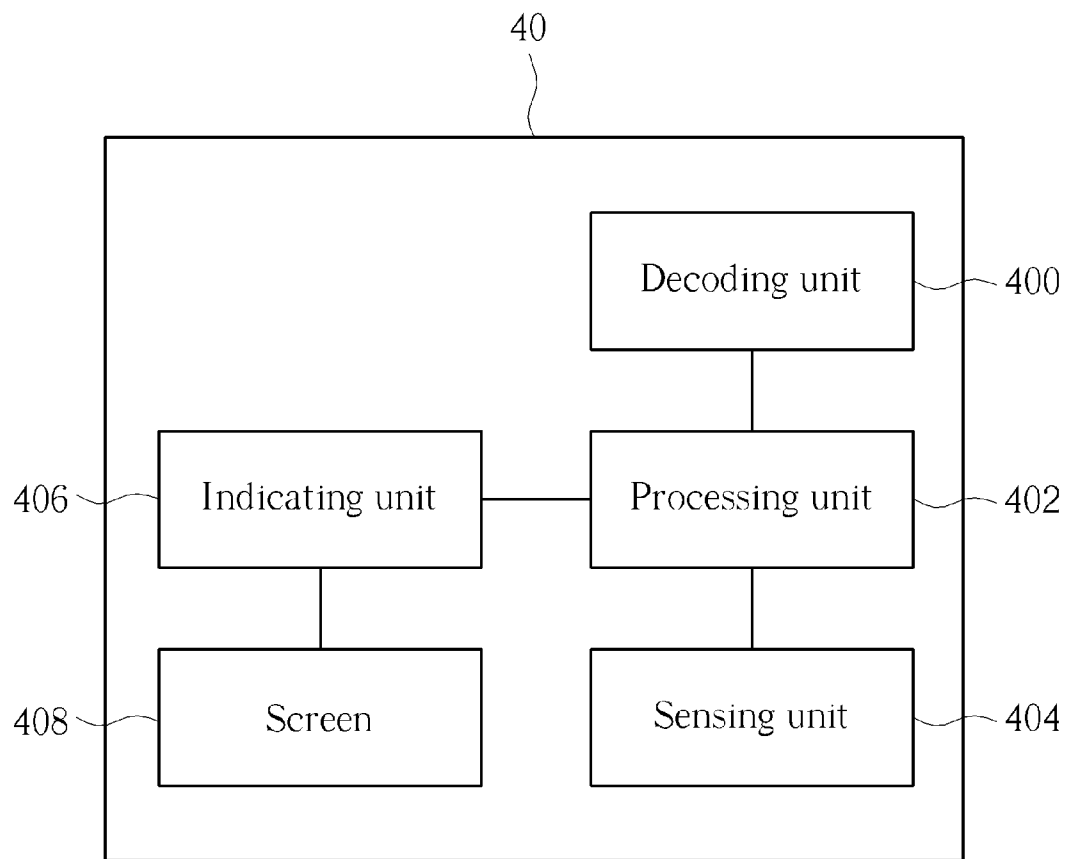 40
Decoding unit
400
406
Indicating unit
Processing unit
402
408
Screen
Sensing unit
404